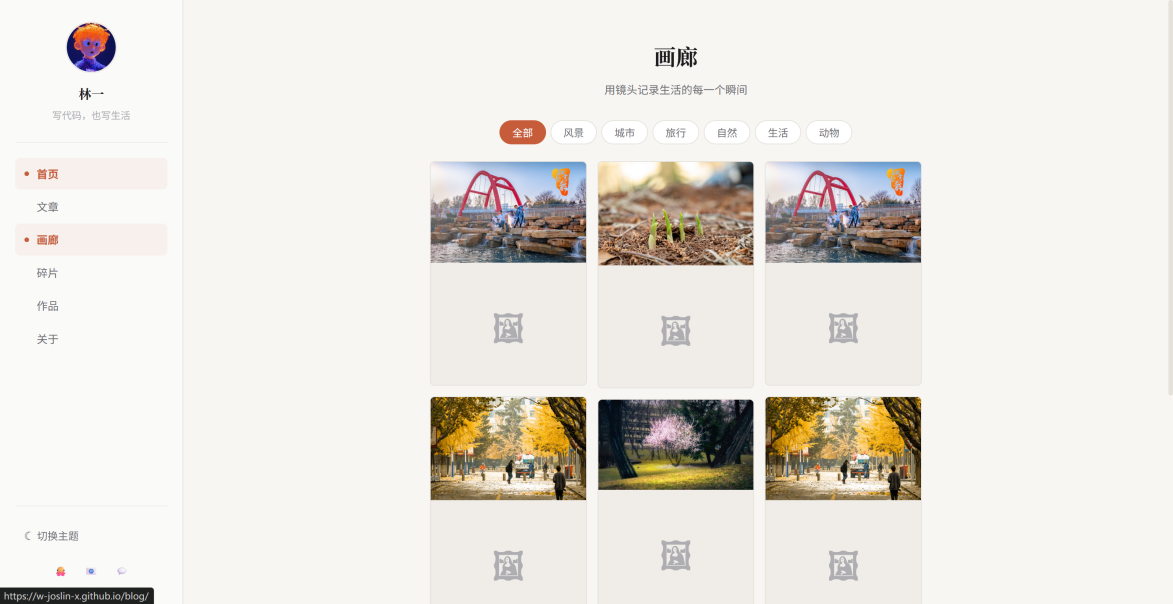 林一
写代码，也写生活
首页
文章
画廊
碎片
作品
关于
切换主题
https://w-joslin-x.github.io/blog/
画廊
用镜头记录生活的每一个瞬间
全部
风景
城市
旅行
自然
生活
动物